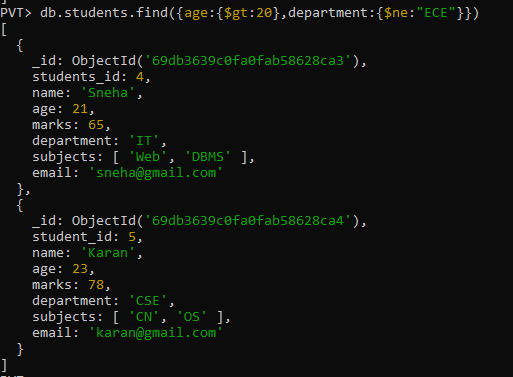 PVT> db.students.find({age:{$gt:20},department:{$ne:"ECE"}})
[
  {
    _id: ObjectId('69db3639c0fa0fab58628ca3'),
    students_id: 4,
    name: 'Sneha',
    age: 21,
    marks: 65,
    department: 'IT',
    subjects: [ 'Web', 'DBMS' ],
    email: 'sneha@gmail.com'
  },
  {
    _id: ObjectId('69db3639c0fa0fab58628ca4'),
    student_id: 5,
    name: 'Karan',
    age: 23,
    marks: 78,
    department: 'CSE',
    subjects: [ 'CN', 'OS' ],
    email: 'karan@gmail.com'
  }
]